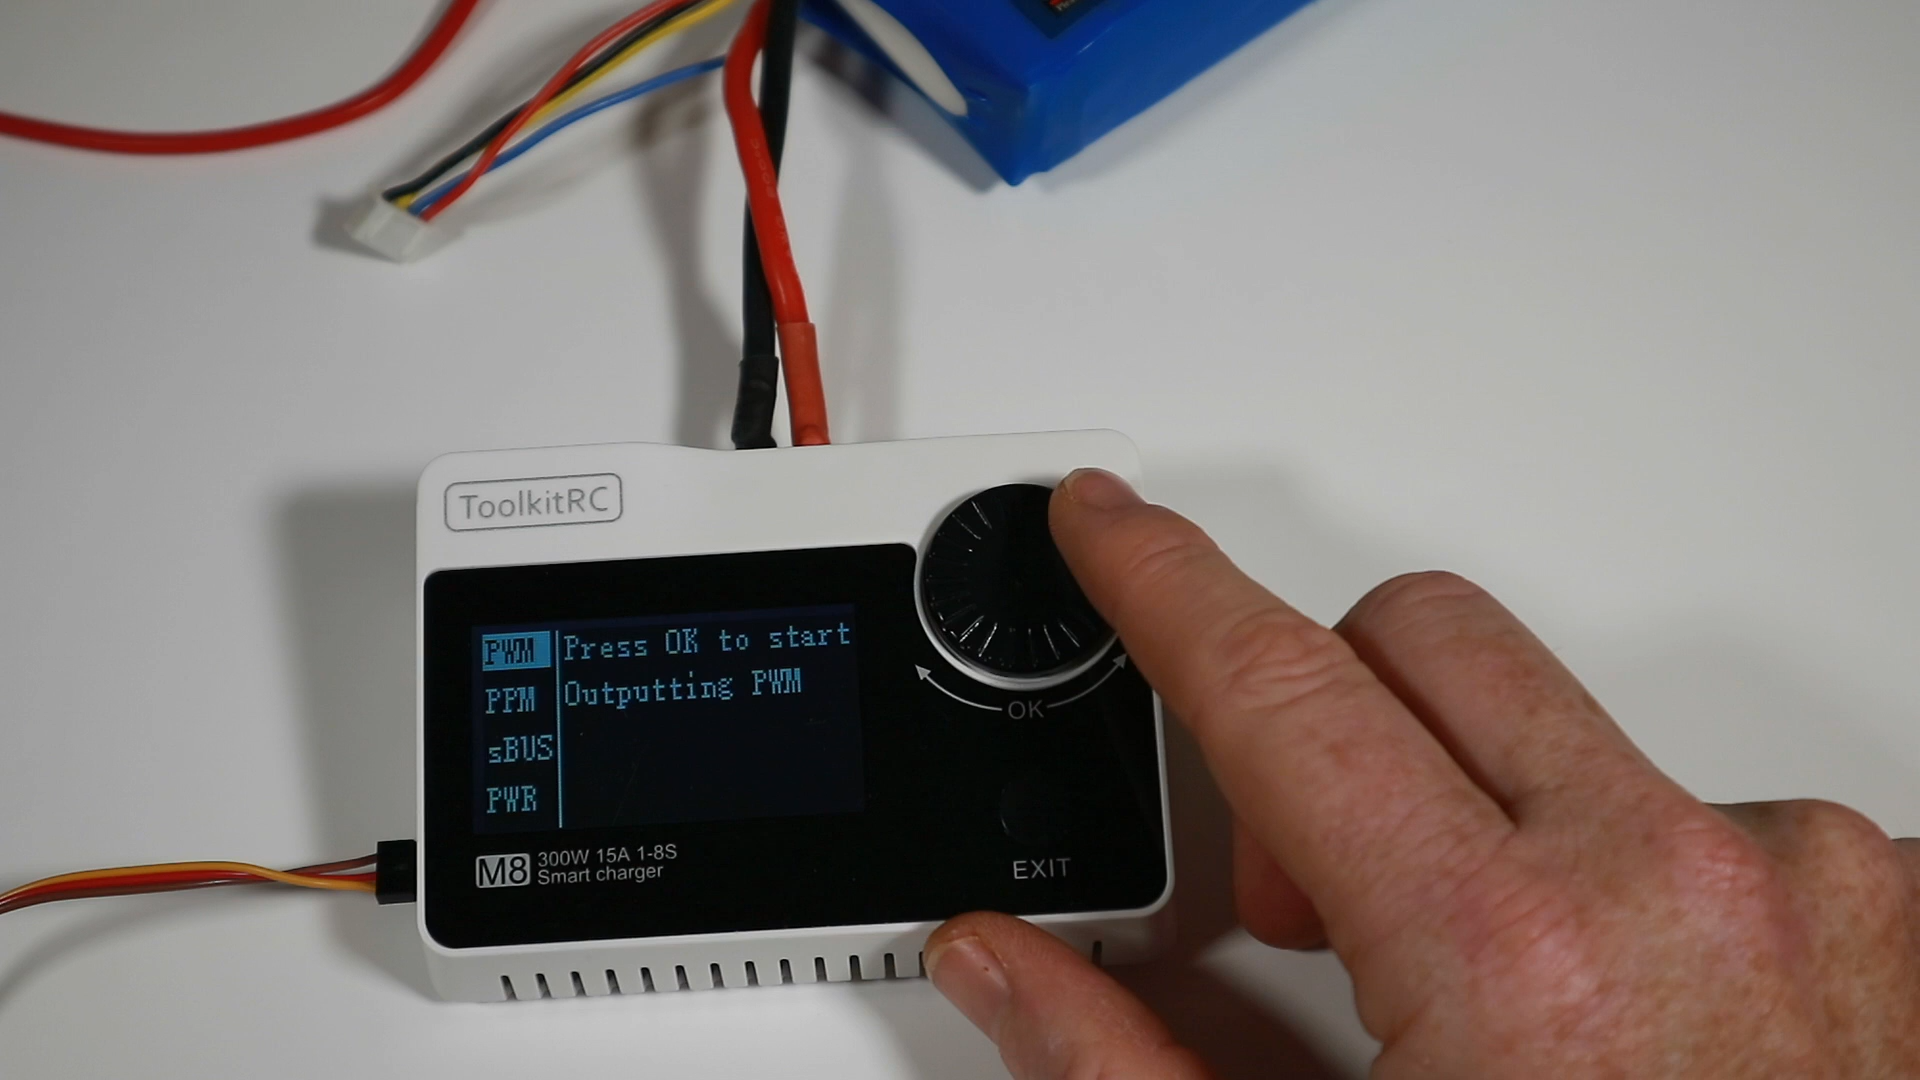 ToolkitRC
PWM
Press OK to start
Outputting PWM
PPM
sBUS
PWR
OK
M8
300W 15A 1-8S
Smart charger
EXIT